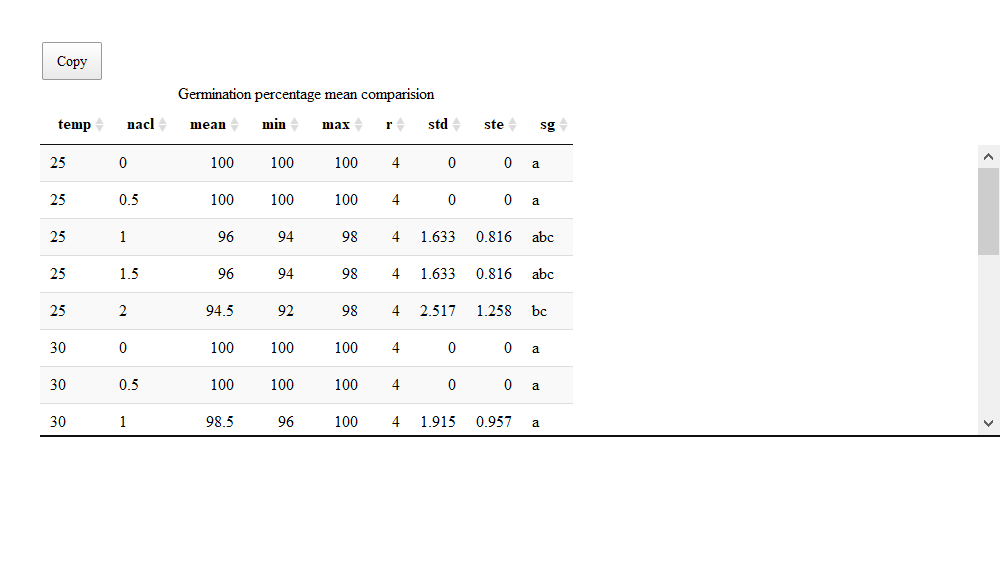 Copy
Germination percentage mean comparision
temp nacl mean min max r std ste sg
25 0 100 100 100 4 0 0 a
25 0.5 100 100 100 4 0 0 a
25 1 96 94 98 4 1.633 0.816 abc
25 1.5 96 94 98 4 1.633 0.816 abc
25 2 94.5 92 98 4 2.517 1.258 bc
30 0 100 100 100 4 0 0 a
30 0.5 100 100 100 4 0 0 a
30 1 98.5 96 100 4 1.915 0.957 a